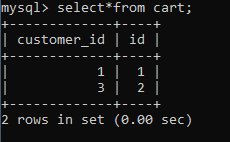 mysql> select*from cart;
+-------------+----+
| customer_id | id |
+-------------+----+
|           1 |  1 |
|           3 |  2 |
+-------------+----+
2 rows in set (0.00 sec)